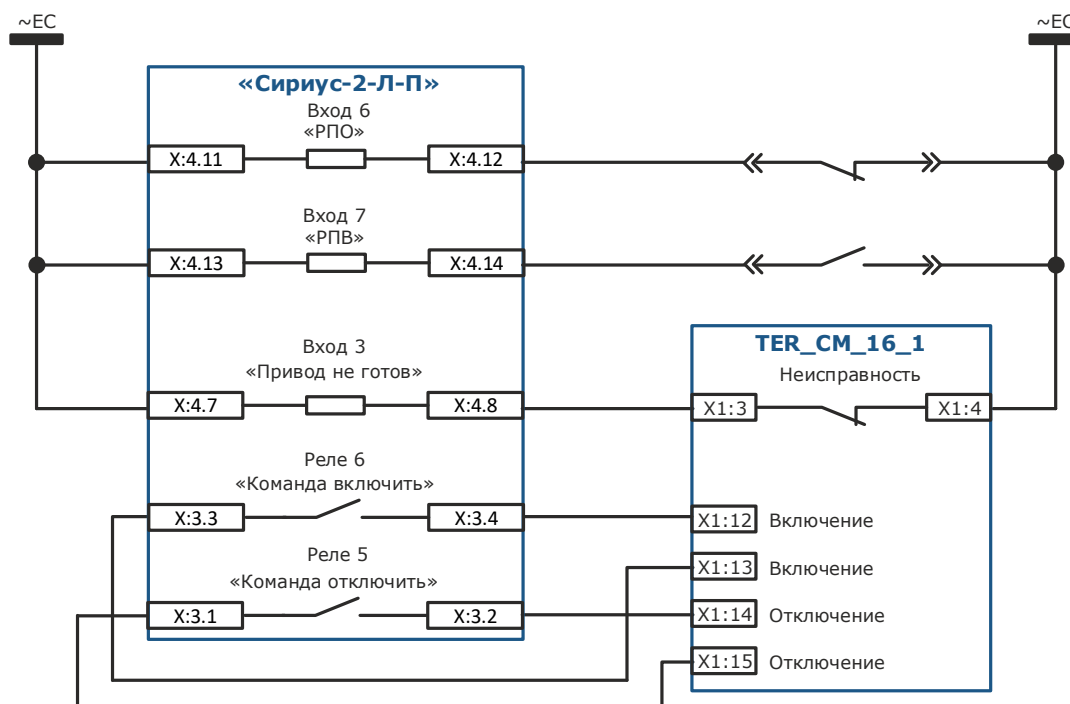 ~EC
~EC
«Сириус-2-Л-П»
Вход 6
«РПО»
X:4.11
X:4.12
Вход 7
«РПВ»
X:4.13
X:4.14
TER_CM_16_1
Неисправность
Вход 3
«Привод не готов»
X:4.7
X:4.8
X1:3
X1:4
Реле 6
«Команда включить»
X:3.3
X:3.4
X1:12 Включение
Реле 5
«Команда отключить»
X1:13 Включение
X:3.1
X:3.2
X1:14 Отключение
X1:15 Отключение